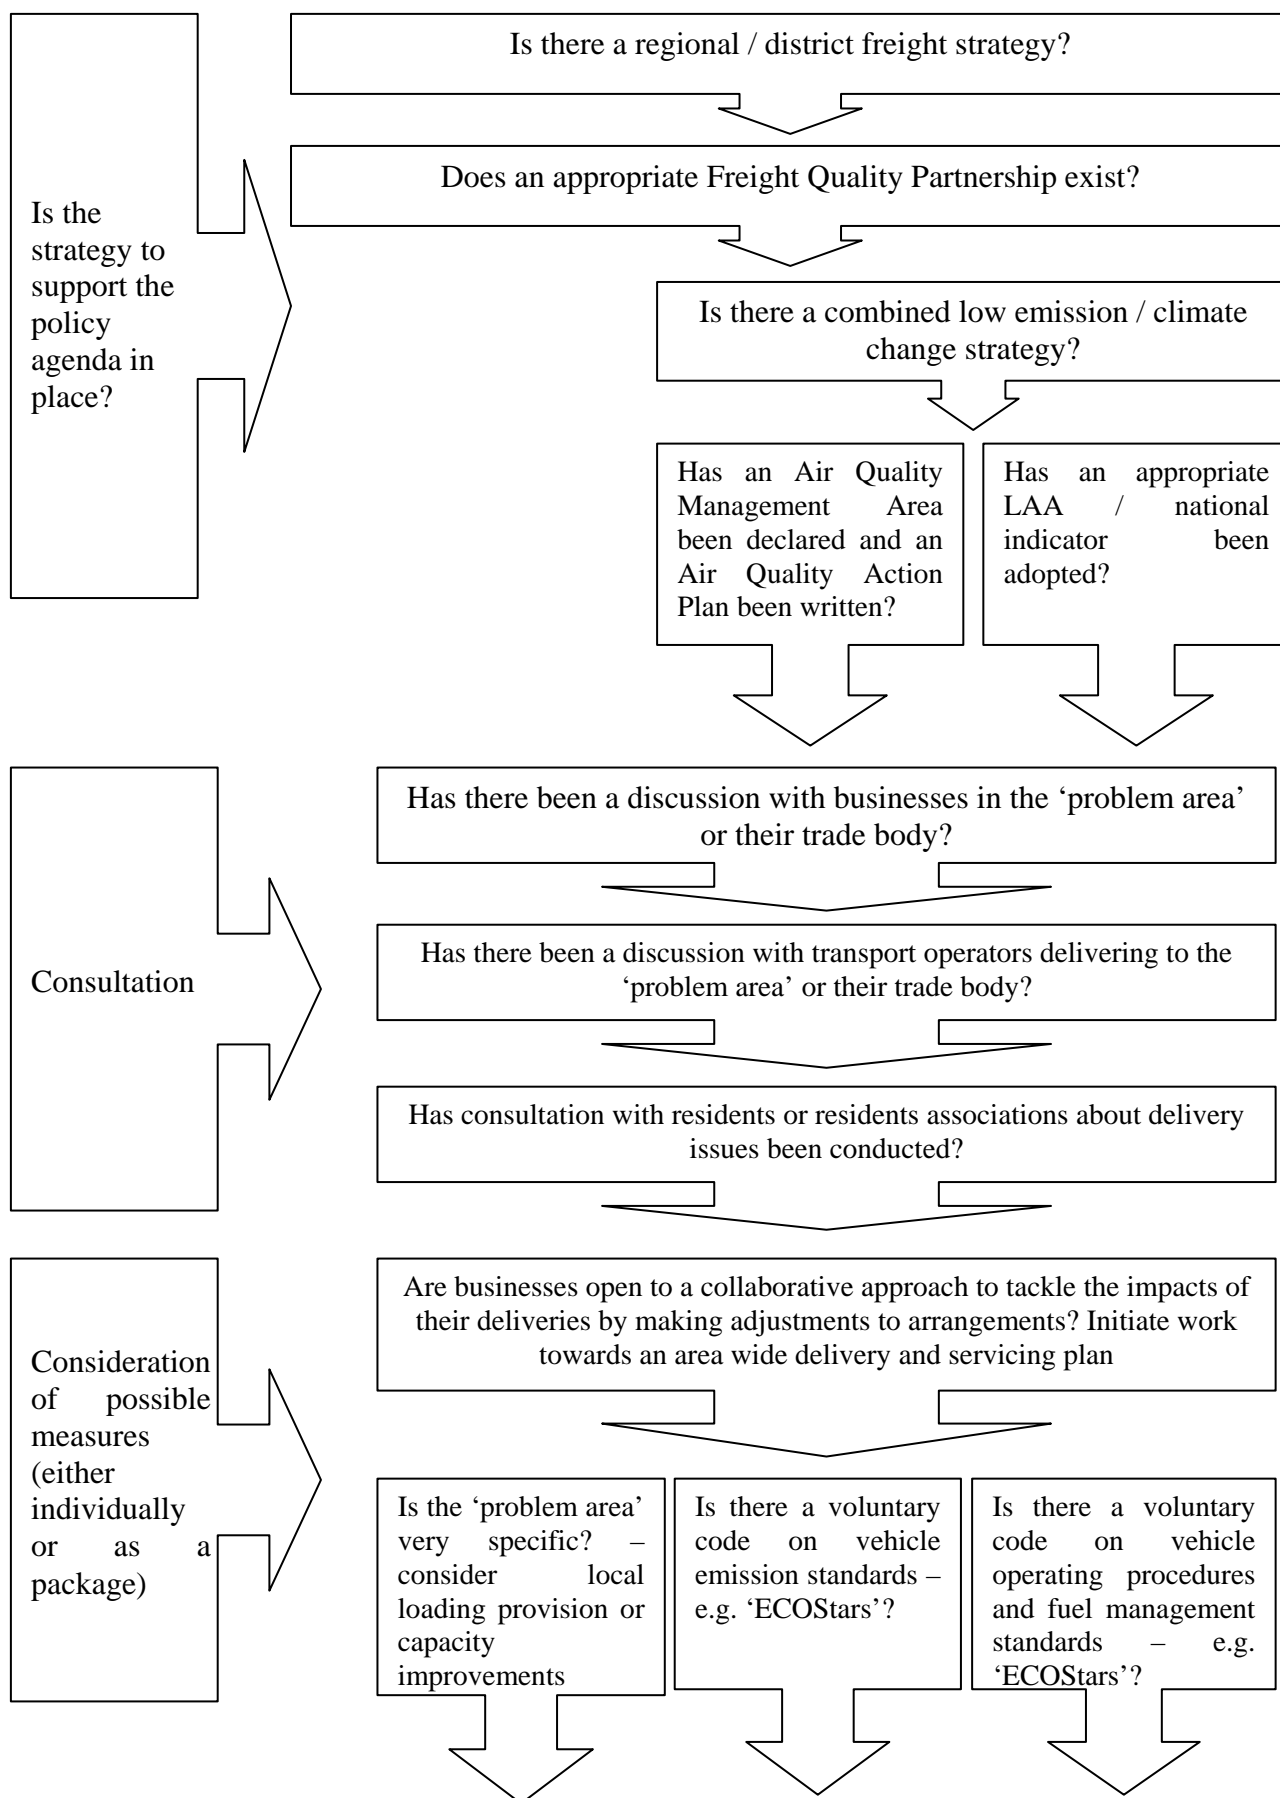 Is there a regional / district freight strategy?
Does an appropriate Freight Quality Partnership exist?
Is the
strategy to
support the
policy
agenda in
place?
Is there a combined low emission / climate
change strategy?
Has an Air Quality
Management Area
been declared and an
Air Quality Action
Plan been written?
Has an appropriate
LAA / national
indicator been
adopted?
Has there been a discussion with businesses in the ‘problem area’
or their trade body?
Consultation
Has there been a discussion with transport operators delivering to the
‘problem area’ or their trade body?
Has consultation with residents or residents associations about delivery
issues been conducted?
Consideration
of possible
measures
(either
individually
or as a
package)
Are businesses open to a collaborative approach to tackle the impacts of
their deliveries by making adjustments to arrangements? Initiate work
towards an area wide delivery and servicing plan
Is the ‘problem area’
very specific? –
consider local
loading provision or
capacity
improvements
Is there a voluntary
code on vehicle
emission standards –
e.g. ‘ECOStars’?
Is there a voluntary
code on vehicle
operating procedures
and fuel management
standards – e.g.
‘ECOStars’?